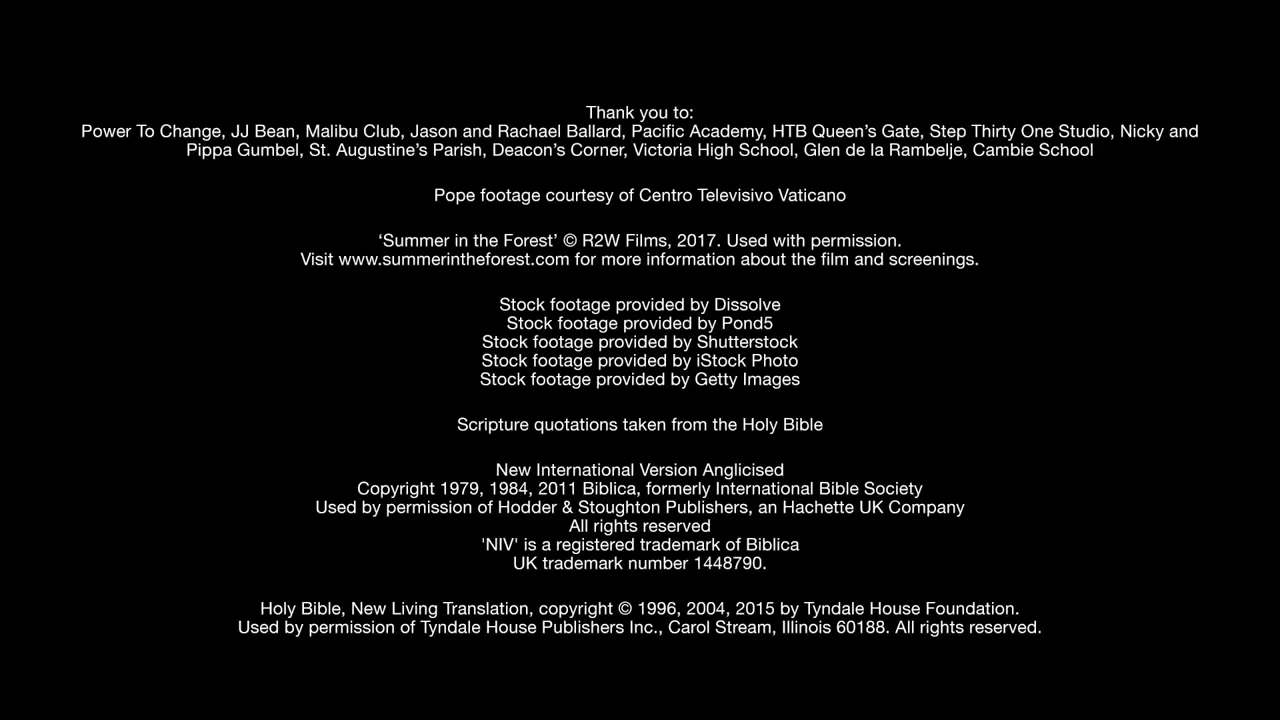 Thank you to:
Power To Change, JJ Bean, Malibu Club, Jason and Rachael Ballard, Pacific Academy, HTB Queen’s Gate, Step Thirty One Studio, Nicky and
Pippa Gumbel, St. Augustine’s Parish, Deacon’s Corner, Victoria High School, Glen de la Rambelje, Cambie School
Pope footage courtesy of Centro Televisivo Vaticano
‘Summer in the Forest’ © R2W Films, 2017. Used with permission.
Visit www.summerintheforest.com for more information about the film and screenings.
Stock footage provided by Dissolve
Stock footage provided by Pond5
Stock footage provided by Shutterstock
Stock footage provided by iStock Photo
Stock footage provided by Getty Images
Scripture quotations taken from the Holy Bible
New International Version Anglicised
Copyright 1979, 1984, 2011 Biblica, formerly International Bible Society
Used by permission of Hodder & Stoughton Publishers, an Hachette UK Company
All rights reserved
'NIV' is a registered trademark of Biblica
UK trademark number 1448790.
Holy Bible, New Living Translation, copyright © 1996, 2004, 2015 by Tyndale House Foundation.
Used by permission of Tyndale House Publishers Inc., Carol Stream, Illinois 60188. All rights reserved.